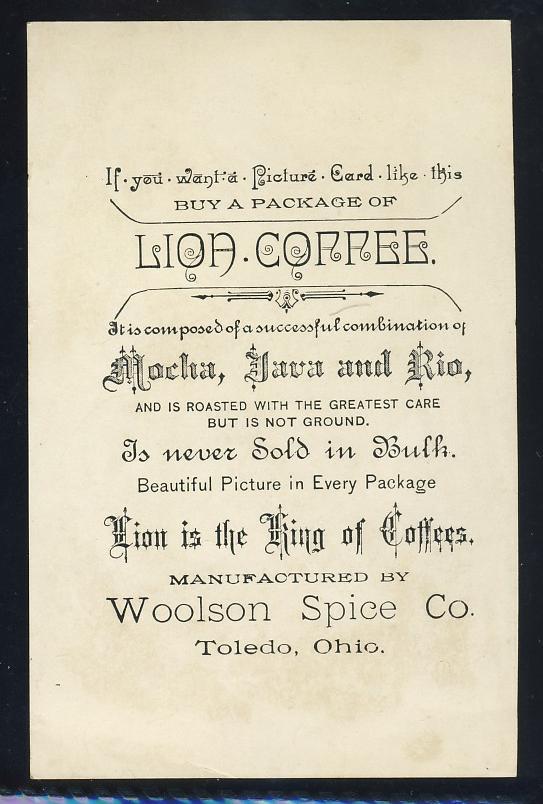 If · you · want · a · Picture · Card · like · this
BUY A PACKAGE OF
LION · COFFEE.
It is composed of a successful combination of
Mocha, Java and Rio,
AND IS ROASTED WITH THE GREATEST CARE
BUT IS NOT GROUND.
Is never Sold in Bulk.
Beautiful Picture in Every Package
Lion is the King of Coffees.
MANUFACTURED BY
Woolson Spice Co.
Toledo, Ohio.